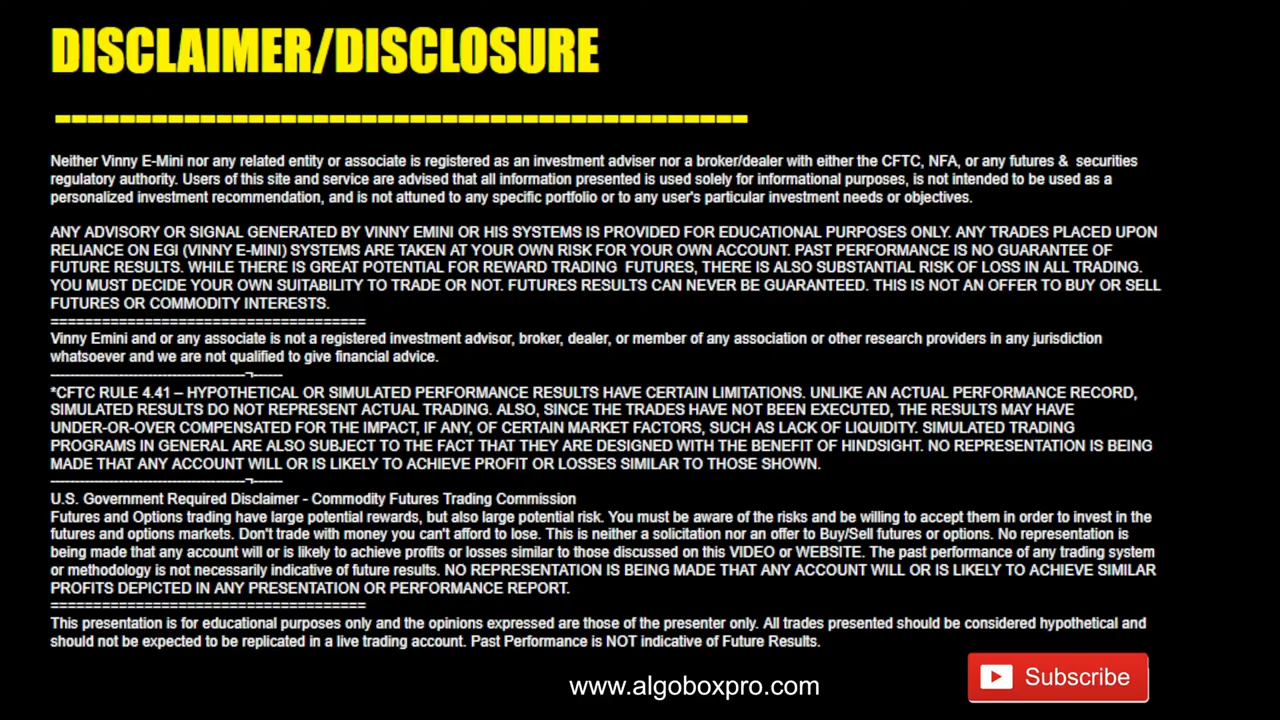 DISCLAIMER/DISCLOSURE
-------------------------------------------
Neither Vinny E-Mini nor any related entity or associate is registered as an investment adviser nor a broker/dealer with either the CFTC, NFA, or any futures & securities
regulatory authority. Users of this site and service are advised that all information presented is used solely for informational purposes, is not intended to be used as a
personalized investment recommendation, and is not attuned to any specific portfolio or to any user's particular investment needs or objectives.
ANY ADVISORY OR SIGNAL GENERATED BY VINNY EMINI OR HIS SYSTEMS IS PROVIDED FOR EDUCATIONAL PURPOSES ONLY. ANY TRADES PLACED UPON
RELIANCE ON EGI (VINNY E-MINI) SYSTEMS ARE TAKEN AT YOUR OWN RISK FOR YOUR OWN ACCOUNT. PAST PERFORMANCE IS NO GUARANTEE OF
FUTURE RESULTS. WHILE THERE IS GREAT POTENTIAL FOR REWARD TRADING FUTURES, THERE IS ALSO SUBSTANTIAL RISK OF LOSS IN ALL TRADING.
YOU MUST DECIDE YOUR OWN SUITABILITY TO TRADE OR NOT. FUTURES RESULTS CAN NEVER BE GUARANTEED. THIS IS NOT AN OFFER TO BUY OR SELL
FUTURES OR COMMODITY INTERESTS.
=====================================
Vinny Emini and or any associate is not a registered investment advisor, broker, dealer, or member of any association or other research providers in any jurisdiction
whatsoever and we are not qualified to give financial advice.
------------------------------------------¬------
*CFTC RULE 4.41 – HYPOTHETICAL OR SIMULATED PERFORMANCE RESULTS HAVE CERTAIN LIMITATIONS. UNLIKE AN ACTUAL PERFORMANCE RECORD,
SIMULATED RESULTS DO NOT REPRESENT ACTUAL TRADING. ALSO, SINCE THE TRADES HAVE NOT BEEN EXECUTED, THE RESULTS MAY HAVE
UNDER-OR-OVER COMPENSATED FOR THE IMPACT, IF ANY, OF CERTAIN MARKET FACTORS, SUCH AS LACK OF LIQUIDITY. SIMULATED TRADING
PROGRAMS IN GENERAL ARE ALSO SUBJECT TO THE FACT THAT THEY ARE DESIGNED WITH THE BENEFIT OF HINDSIGHT. NO REPRESENTATION IS BEING
MADE THAT ANY ACCOUNT WILL OR IS LIKELY TO ACHIEVE PROFIT OR LOSSES SIMILAR TO THOSE SHOWN.
------------------------------------------¬------
U.S. Government Required Disclaimer - Commodity Futures Trading Commission
Futures and Options trading have large potential rewards, but also large potential risk. You must be aware of the risks and be willing to accept them in order to invest in the
futures and options markets. Don't trade with money you can't afford to lose. This is neither a solicitation nor an offer to Buy/Sell futures or options. No representation is
being made that any account will or is likely to achieve profits or losses similar to those discussed on this VIDEO or WEBSITE. The past performance of any trading system
or methodology is not necessarily indicative of future results. NO REPRESENTATION IS BEING MADE THAT ANY ACCOUNT WILL OR IS LIKELY TO ACHIEVE SIMILAR
PROFITS DEPICTED IN ANY PRESENTATION OR PERFORMANCE REPORT.
=====================================
This presentation is for educational purposes only and the opinions expressed are those of the presenter only. All trades presented should be considered hypothetical and
should not be expected to be replicated in a live trading account. Past Performance is NOT indicative of Future Results.
www.algoboxpro.com
Subscribe